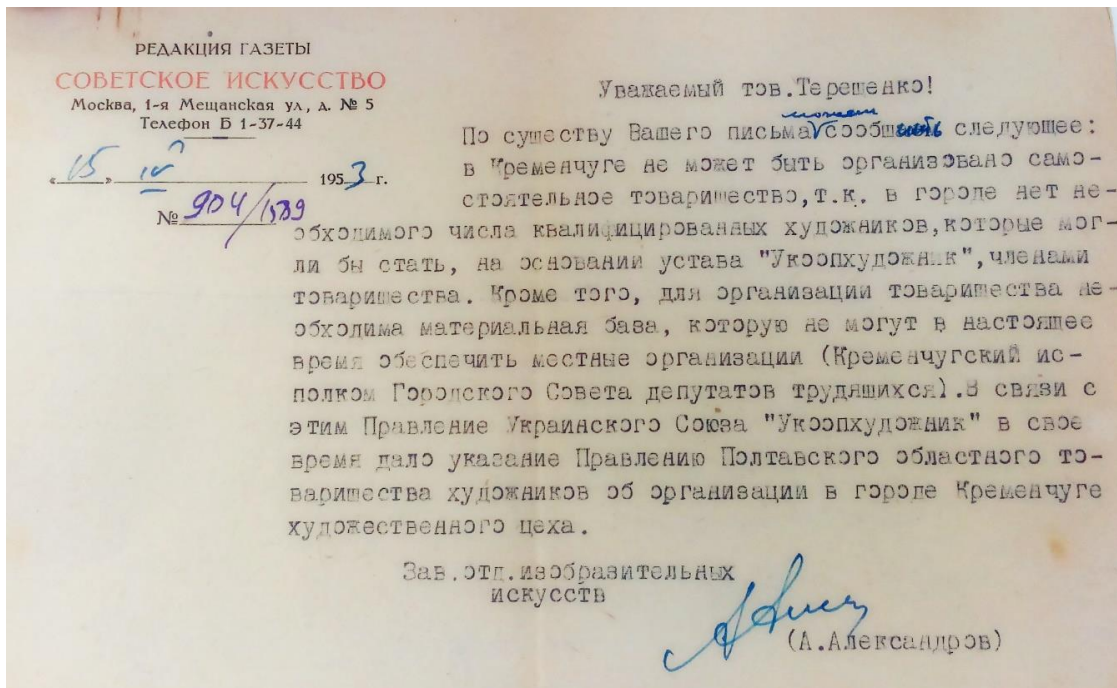 РЕДАКЦИЯ ГАЗЕТЫ
СОВЕТСКОЕ ИСКУССТВО
Москва, 1-я Мещанская ул, д. № 5
Телефон Б 1-37-44
«15» IV 1953 г.
№ 904/1589
Уважаемый тов.Терешенко!
можем
По существу Вашего письма сообщить следующее:
в Кременчуге не может быть организовано само-
стоятельное товарищество,т.к. в городе нет не-
обходимого числа квалифицированных художников,которые мог-
ли бы стать, на основании устава "Укоопхудожник",членами
товарищества. Кроме того, для организации товарищества не-
обходима материальная база, которую не могут в настоящее
время обеспечить местные организации (Кременчугский ис-
полком Городского Совета депутатов трудящихся).В связи с
этим Правление Украинского Союза "Укоопхудожник" в свое
время дало указание Правлению Полтавского областного то-
варищества художников об организации в городе Кременчуге
художественного цеха.
Зав.отд.изобразительных
искусств
(А.Александров)